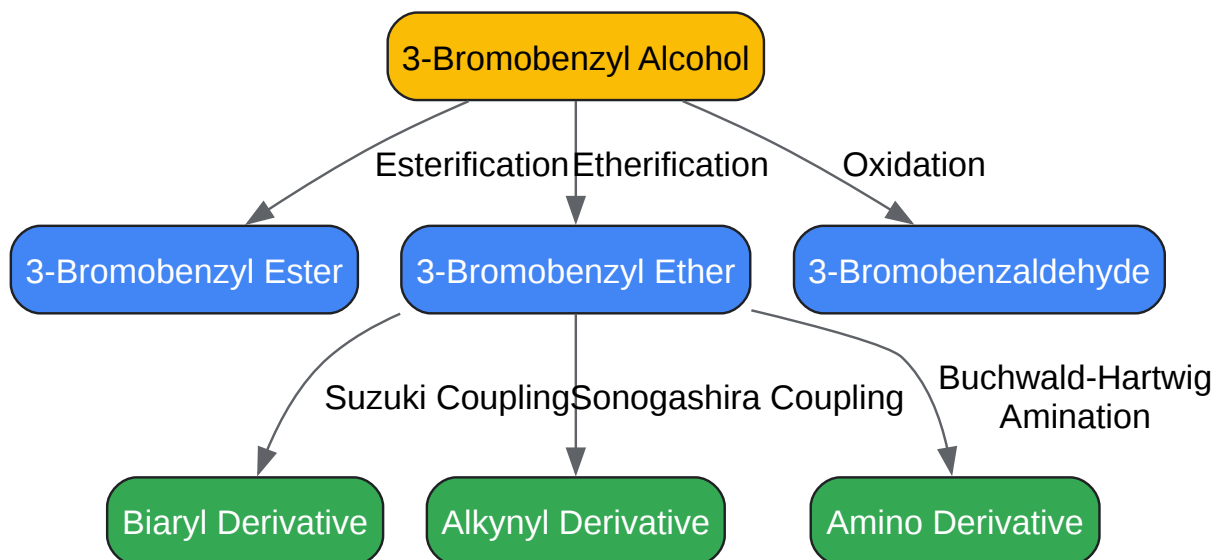 3-Bromobenzyl Alcohol
Esterification
Etherification
Oxidation
3-Bromobenzyl Ester
3-Bromobenzyl Ether
3-Bromobenzaldehyde
Suzuki Coupling
Sonogashira Coupling
Buchwald-Hartwig
Amination
Biaryl Derivative
Alkynyl Derivative
Amino Derivative